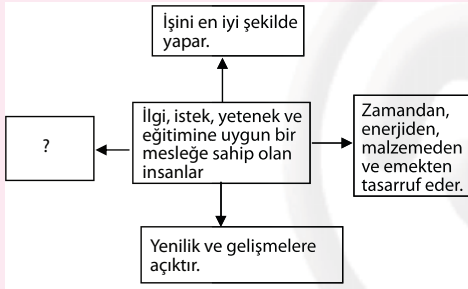 İşini en iyi şekilde
yapar.
?
İlgi, istek, yetenek ve
eğitimine uygun bir
mesleğe sahip olan
insanlar
Zamandan,
enerjiden,
malzemeden
ve emekten
tasarruf eder.
Yenilik ve gelişmelere
açıktır.